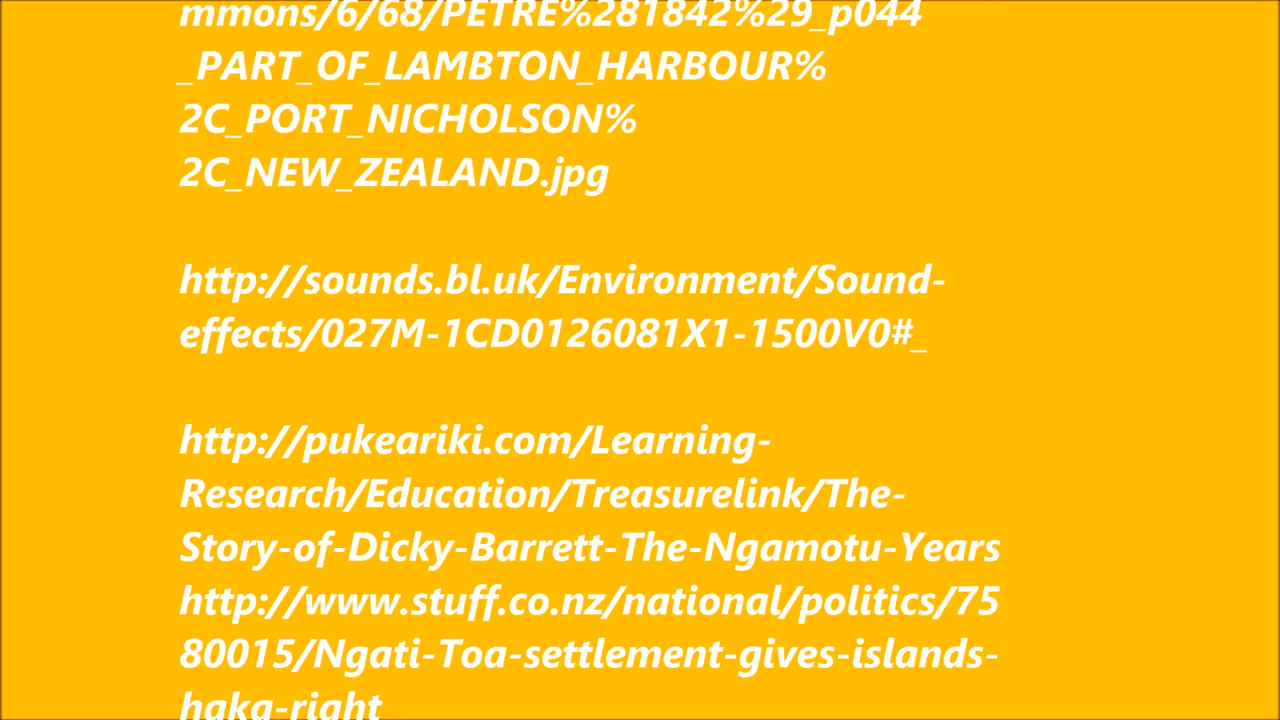 mmons/6/68/PETRE%281842%29_p044
_PART_OF_LAMBTON_HARBOUR%
2C_PORT_NICHOLSON%
2C_NEW_ZEALAND.jpg
http://sounds.bl.uk/Environment/Sound-
effects/027M-1CD0126081X1-1500V0#_
http://pukeariki.com/Learning-
Research/Education/Treasurelink/The-
Story-of-Dicky-Barrett-The-Ngamotu-Years
http://www.stuff.co.nz/national/politics/75
80015/Ngati-Toa-settlement-gives-islands-
haka-right